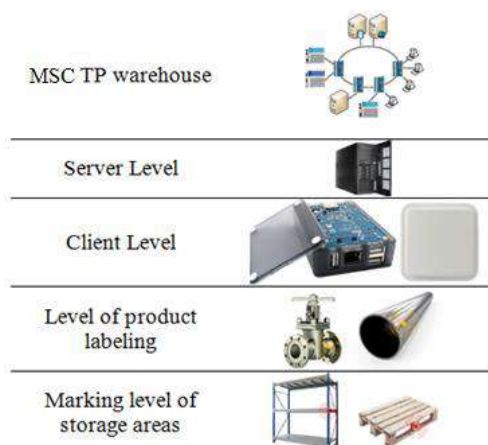 MSC TP warehouse
Server Level
Client Level
Level of product
labeling
Marking level of
storage areas